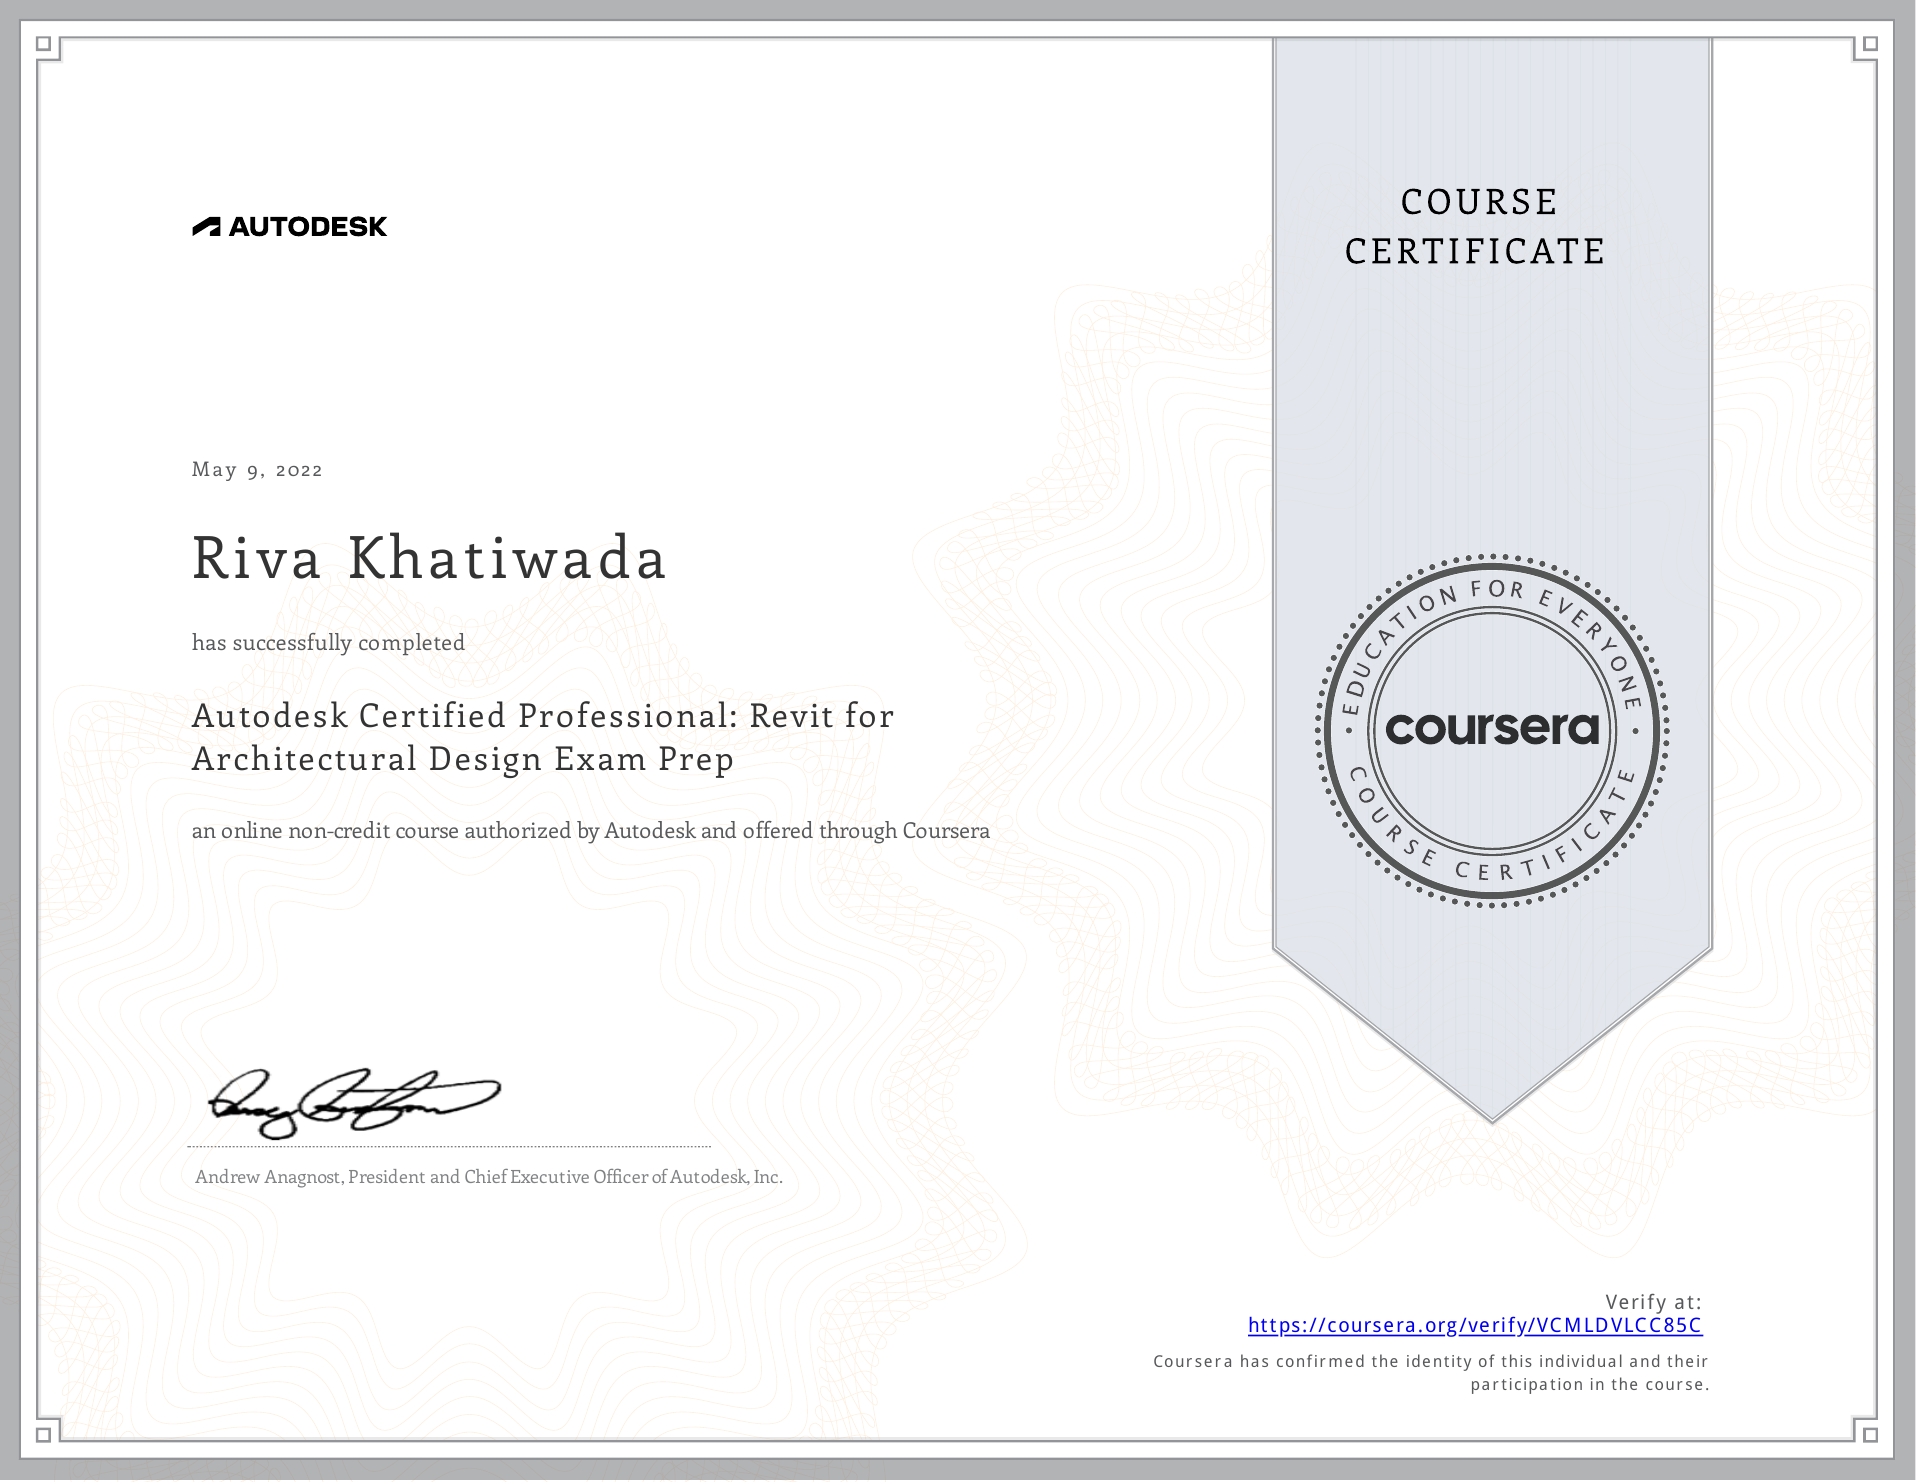 AUTODESK
COURSE
CERTIFICATE
May 9, 2022
Riva Khatiwada
has successfully completed
Autodesk Certified Professional: Revit for
Architectural Design Exam Prep
an online non-credit course authorized by Autodesk and offered through Coursera
EDUCATION FOR EVERYONE
coursera
COURSE CERTIFICATE
Andrew Anagnost, President and Chief Executive Officer of Autodesk, Inc.
Verify at:
https://coursera.org/verify/VCMLDVLCC85C
Coursera has confirmed the identity of this individual and their
participation in the course.